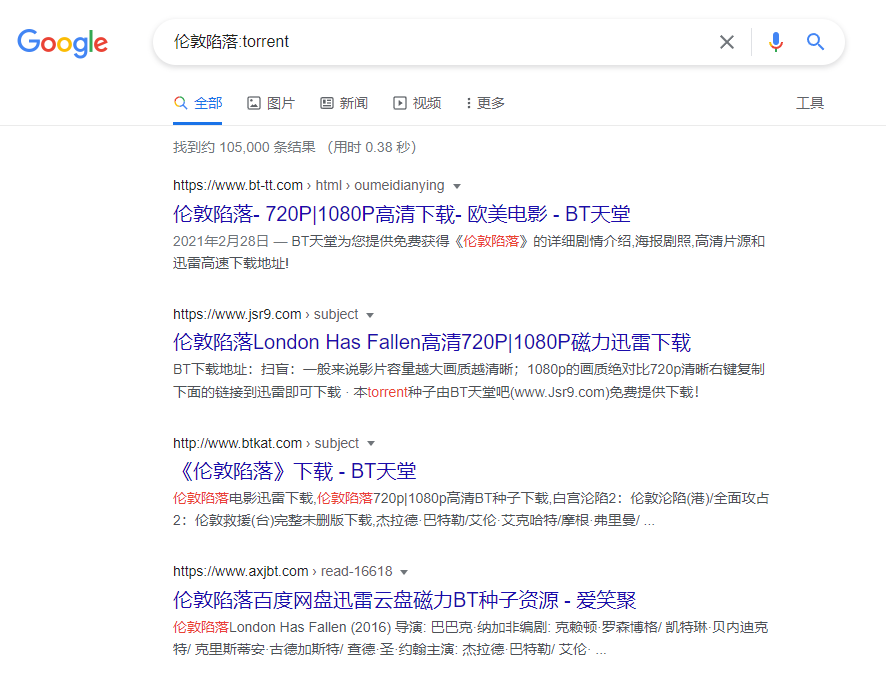 Google
伦敦陷落:torrent
全部 图片 新闻 视频 更多 工具
找到约 105,000 条结果 （用时 0.38 秒）
https://www.bt-tt.com › html › oumeidianying
伦敦陷落- 720P|1080P高清下载- 欧美电影 - BT天堂
2021年2月28日 — BT天堂为您提供免费获得《伦敦陷落》的详细剧情介绍,海报剧照,高清片源和
迅雷高速下载地址!
https://www.jsr9.com › subject
伦敦陷落London Has Fallen高清720P|1080P磁力迅雷下载
BT下载地址：扫盲：一般来说影片容量越大画质越清晰；1080p的画质绝对比720p清晰右键复制
下面的链接到迅雷即可下载 · 本torrent种子由BT天堂吧(www.Jsr9.com)免费提供下载！
http://www.btkat.com › subject
《伦敦陷落》下载 - BT天堂
伦敦陷落电影迅雷下载,伦敦陷落720p|1080p高清BT种子下载,白宫沦陷2：伦敦沦陷(港)/全面攻占
2：伦敦救援(台)完整未删版下载,杰拉德·巴特勒/艾伦·艾克哈特/摩根·弗里曼/ ...
https://www.axjbt.com › read-16618
伦敦陷落百度网盘迅雷云盘磁力BT种子资源 - 爱笑聚
伦敦陷落London Has Fallen (2016) 导演: 巴巴克·纳加非编剧: 克赖顿·罗森博格/ 凯特琳·贝内迪克
特/ 克里斯蒂安·古德加斯特/ 查德·圣·约翰主演: 杰拉德·巴特勒/ 艾伦· ...